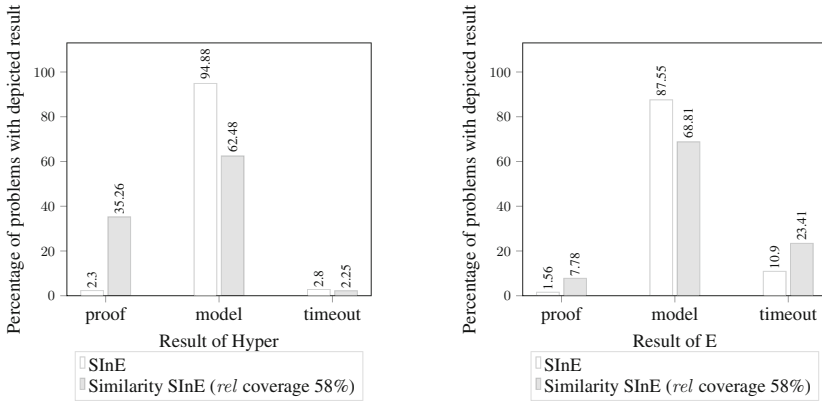 Percentage of problems with depicted result
100
80
60
40
20
0
2.3
35.26
94.88
62.48
2.8
2.25
proof model timeout
Result of Hyper
SInE
Similarity SInE (rel coverage 58%)
Percentage of problems with depicted result
100
80
60
40
20
0
1.56
7.78
87.55
68.81
10.9
23.41
proof model timeout
Result of E
SInE
Similarity SInE (rel coverage 58%)